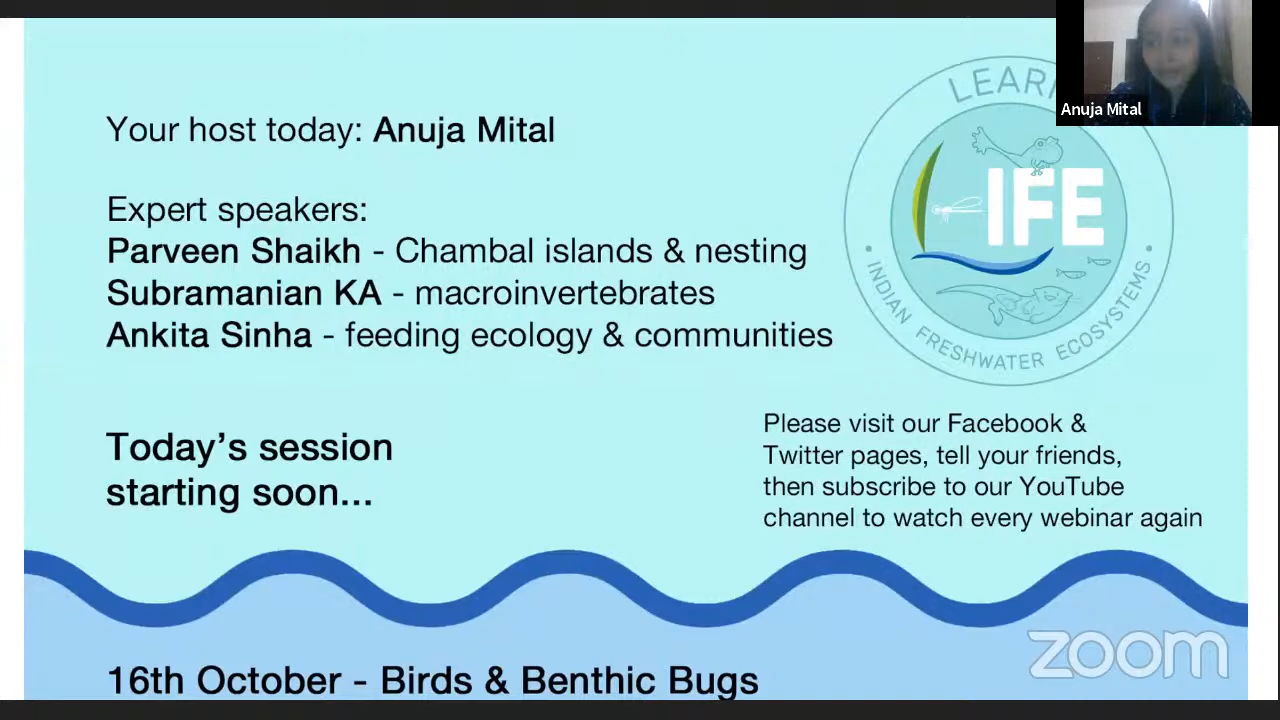 Your host today: Anuja Mital
Expert speakers:
Parveen Shaikh - Chambal islands & nesting
Subramanian KA - macroinvertebrates
Ankita Sinha - feeding ecology & communities
Today's session
starting soon...
LEAR
LIFE
INDIAN FRESHWATER ECOSYSTEMS
Anuja Mital
Please visit our Facebook &
Twitter pages, tell your friends,
then subscribe to our YouTube
channel to watch every webinar again
zoom
16th October - Birds & Benthic Bugs